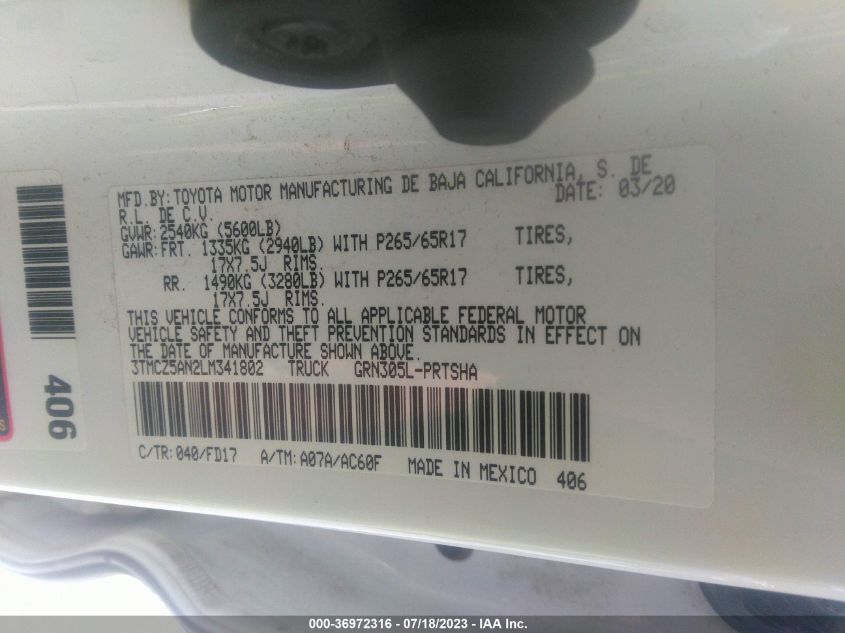 MFD.BY:TOYOTA MOTOR MANUFACTURING DE BAJA CALIFORNIA, S. DE
R.L. DE C.V. DATE: 03/20
GVWR:2540KG (5600LB)
GAWR:FRT. 1335KG (2940LB) WITH P265/65R17 TIRES,
17X7.5J RIMS.
RR. 1490KG (3280LB) WITH P265/65R17 TIRES,
17X7.5J RIMS.
THIS VEHICLE CONFORMS TO ALL APPLICABLE FEDERAL MOTOR
VEHICLE SAFETY AND THEFT PREVENTION STANDARDS IN EFFECT ON
THE DATE OF MANUFACTURE SHOWN ABOVE.
3TMCZ5AN2LM341802 TRUCK GRN305L-PRTSHA
C/TR:040/FD17 A/TM:A07A/AC60F MADE IN MEXICO 406
406
000-36972316 - 07/18/2023 - IAA Inc.